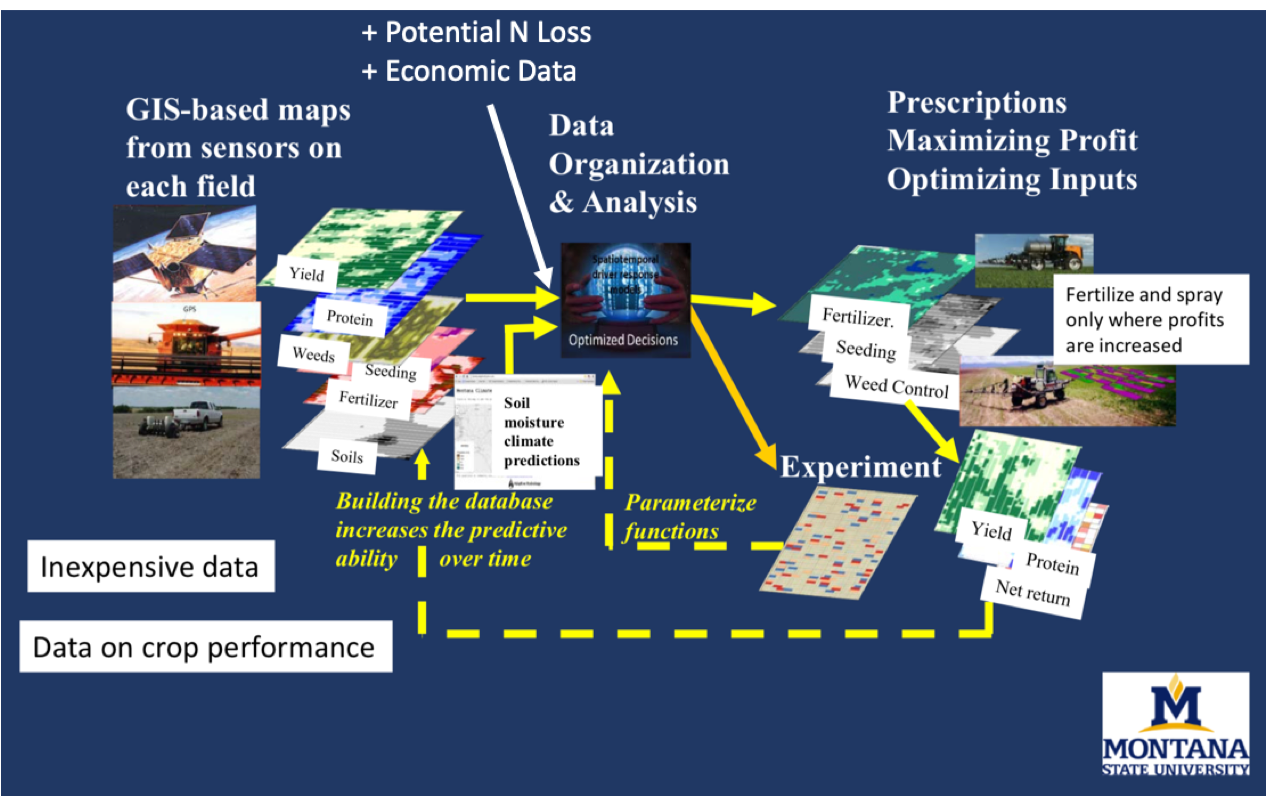 + Potential N Loss
+ Economic Data
GIS-based maps
from sensors on
each field
Data
Organization
& Analysis
Prescriptions
Maximizing Profit
Optimizing Inputs
GPS
Yield
Protein
Weeds
Seeding
Fertilizer
Soils
Spatiotemporal
driver response
models
Optimized Decisions
Soil
moisture
climate
predictions
Fertilizer.
Seeding
Weed Control
Fertilize and spray
only where profits
are increased
Experiment
Building the database
increases the predictive
ability over time
Parameterize
functions
Yield
Protein
Net return
Inexpensive data
Data on crop performance
M
MONTANA
STATE UNIVERSITY